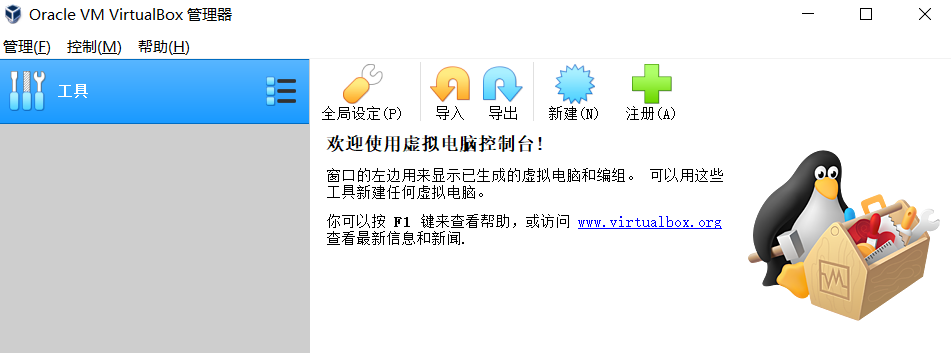 Oracle VM VirtualBox 管理器
管理(F) 控制(M) 帮助(H)
工具
全局设定(P) 导入 导出 新建(N) 注册(A)
欢迎使用虚拟电脑控制台!
窗口的左边用来显示已生成的虚拟电脑和编组。 可以用这些
工具新建任何虚拟电脑。
你可以按 F1 键来查看帮助，或访问 www.virtualbox.org
查看最新信息和新闻.